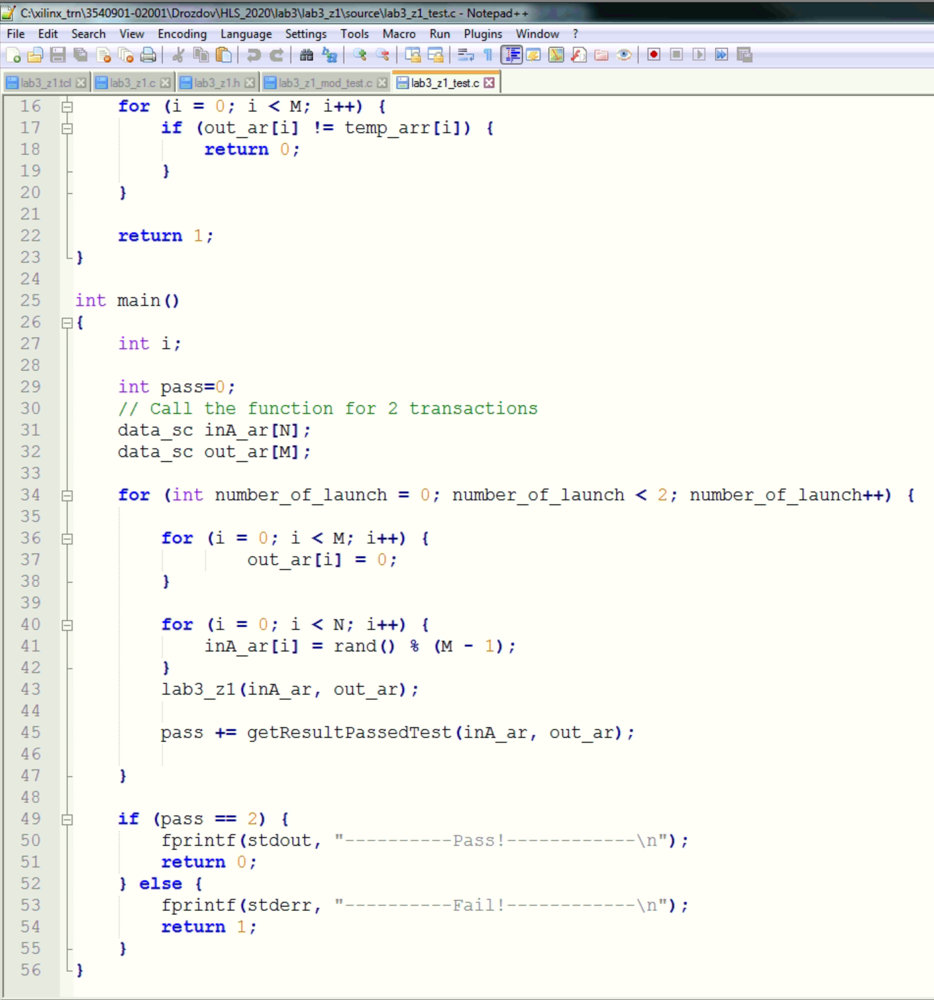 C:\xilinx_trn\3540901-02001\Drozdov\HLS_2020\lab3\lab3_z1\source\lab3_z1_test.c - Notepad++
File Edit Search View Encoding Language Settings Tools Macro Run Plugins Window ?
lab3_z1.tcl lab3_z1.c lab3_z1.h lab3_z1_mod_test.c lab3_z1_test.c
16 for (i = 0; i < M; i++) {
17 if (out_ar[i] != temp_arr[i]) {
18 return 0;
19 }
20 }
21
22 return 1;
23 }
24
25 int main()
26 {
27 int i;
28
29 int pass=0;
30 // Call the function for 2 transactions
31 data_sc inA_ar[N];
32 data_sc out_ar[M];
33
34 for (int number_of_launch = 0; number_of_launch < 2; number_of_launch++) {
35
36 for (i = 0; i < M; i++) {
37 out_ar[i] = 0;
38 }
39
40 for (i = 0; i < N; i++) {
41 inA_ar[i] = rand() % (M - 1);
42 }
43 lab3_z1(inA_ar, out_ar);
44
45 pass += getResultPassedTest(inA_ar, out_ar);
46
47 }
48
49 if (pass == 2) {
50 fprintf(stdout, "----------Pass!------------\n");
51 return 0;
52 } else {
53 fprintf(stderr, "----------Fail!------------\n");
54 return 1;
55 }
56 }